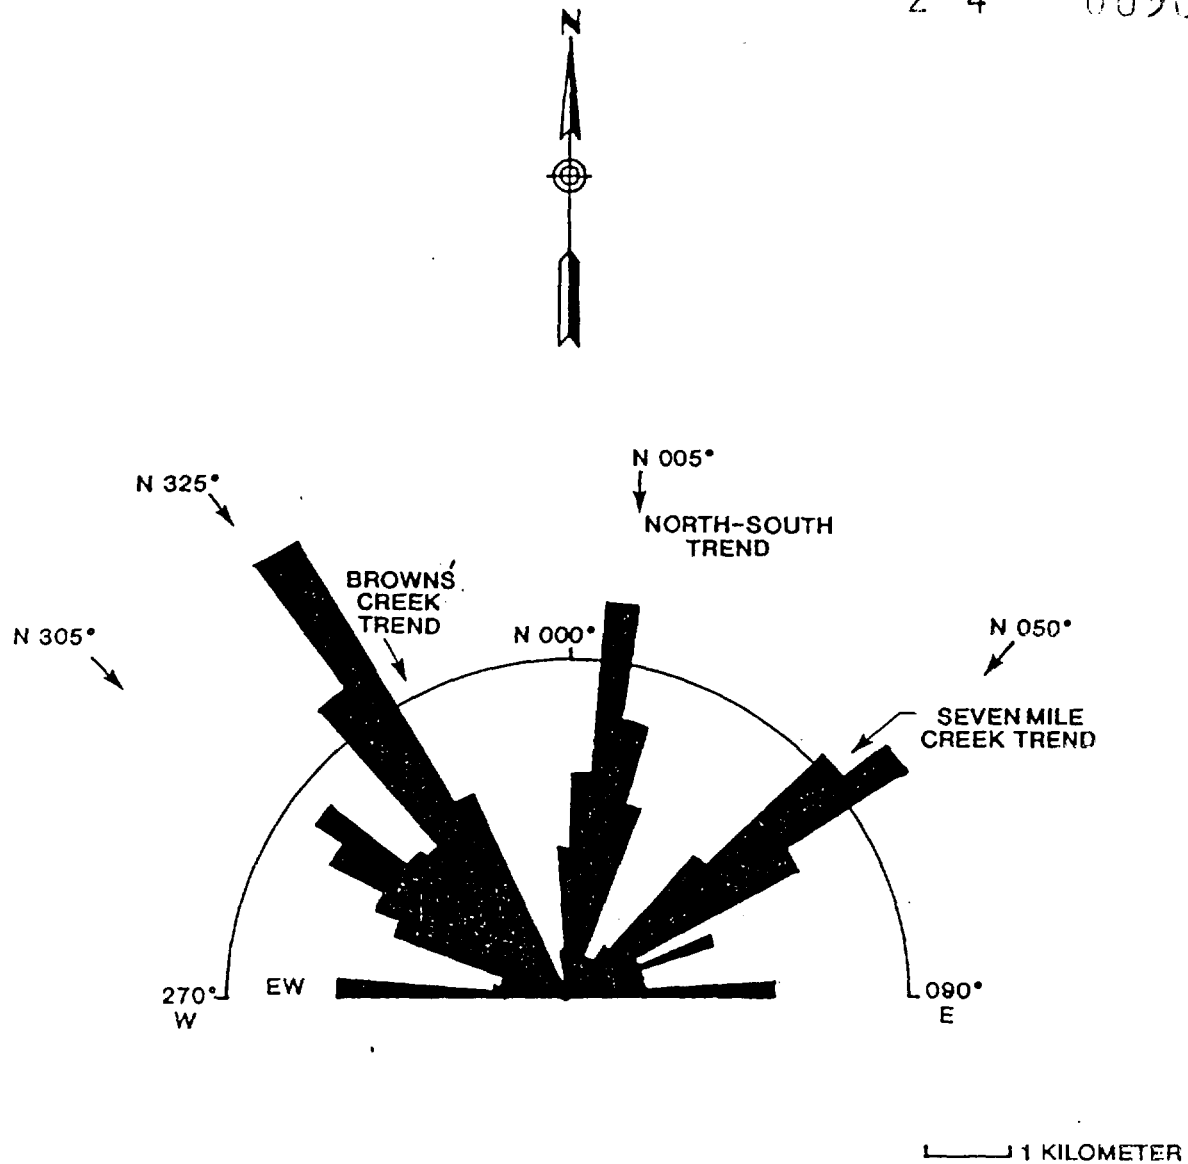 N
N 005°
N 325°
NORTH-SOUTH
TREND
BROWNS
CREEK
TREND
N 305°
N 000°
N 050°
SEVEN MILE
CREEK TREND
270°
W
EW
090°
E
1 KILOMETER